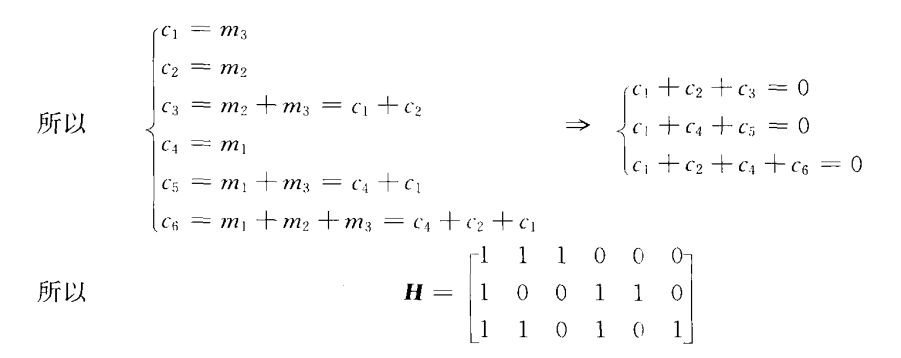 所以 c₁ = m₃
c₂ = m₂
c₃ = m₂ + m₃ = c₁ + c₂
c₄ = m₁
c₅ = m₁ + m₃ = c₄ + c₁
c₆ = m₁ + m₂ + m₃ = c₄ + c₂ + c₁
⇒ c₁ + c₂ + c₃ = 0
c₁ + c₄ + c₅ = 0
c₁ + c₂ + c₄ + c₆ = 0
所以 H =
1 1 1 0 0 0
1 0 0 1 1 0
1 1 0 1 0 1